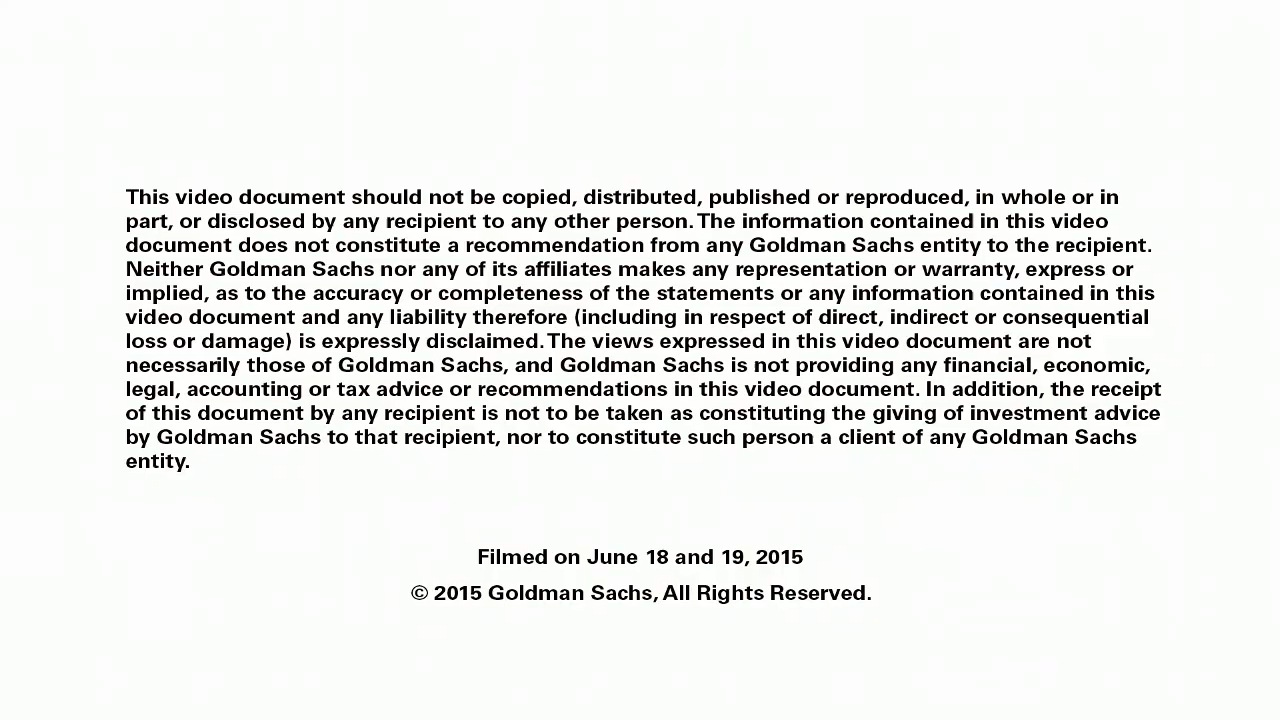 This video document should not be copied, distributed, published or reproduced, in whole or in
part, or disclosed by any recipient to any other person. The information contained in this video
document does not constitute a recommendation from any Goldman Sachs entity to the recipient.
Neither Goldman Sachs nor any of its affiliates makes any representation or warranty, express or
implied, as to the accuracy or completeness of the statements or any information contained in this
video document and any liability therefore (including in respect of direct, indirect or consequential
loss or damage) is expressly disclaimed. The views expressed in this video document are not
necessarily those of Goldman Sachs, and Goldman Sachs is not providing any financial, economic,
legal, accounting or tax advice or recommendations in this video document. In addition, the receipt
of this document by any recipient is not to be taken as constituting the giving of investment advice
by Goldman Sachs to that recipient, nor to constitute such person a client of any Goldman Sachs
entity.
Filmed on June 18 and 19, 2015
© 2015 Goldman Sachs, All Rights Reserved.